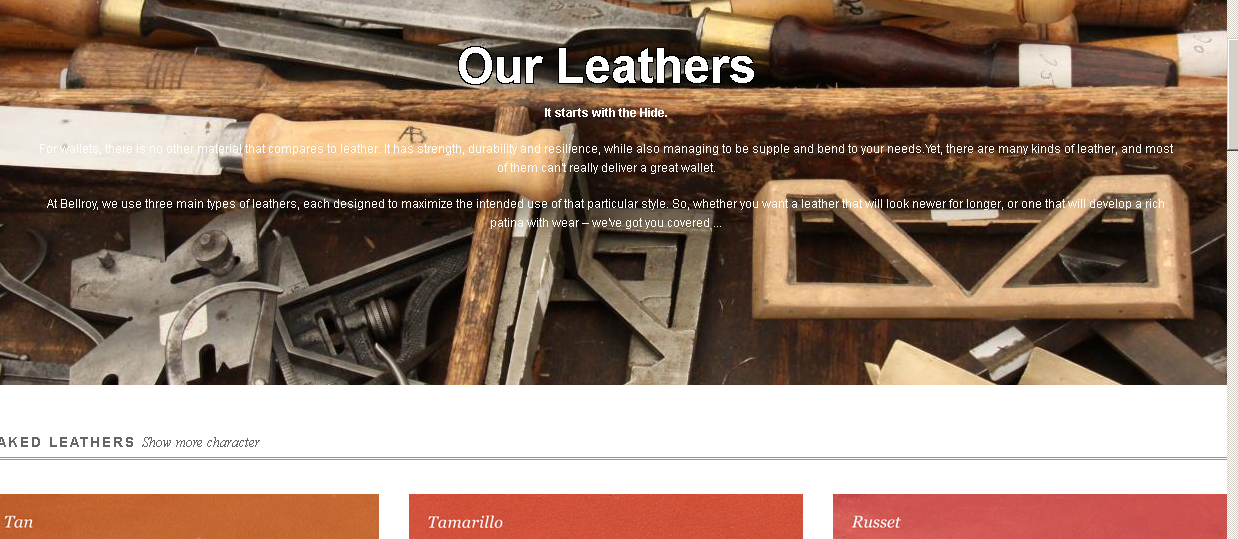 Our Leathers
It starts with the Hide.
For wallets, there is no other material that compares to leather. It has strength, durability and resilience, while also managing to be supple and bend to your needs.Yet, there are many kinds of leather, and most
of them can't really deliver a great wallet.
At Bellroy, we use three main types of leathers, each designed to maximize the intended use of that particular style. So, whether you want a leather that will look newer for longer, or one that will develop a rich
patina with wear – we've got you covered ...
AKED LEATHERS Show more character
Tan
Tamarillo
Russet